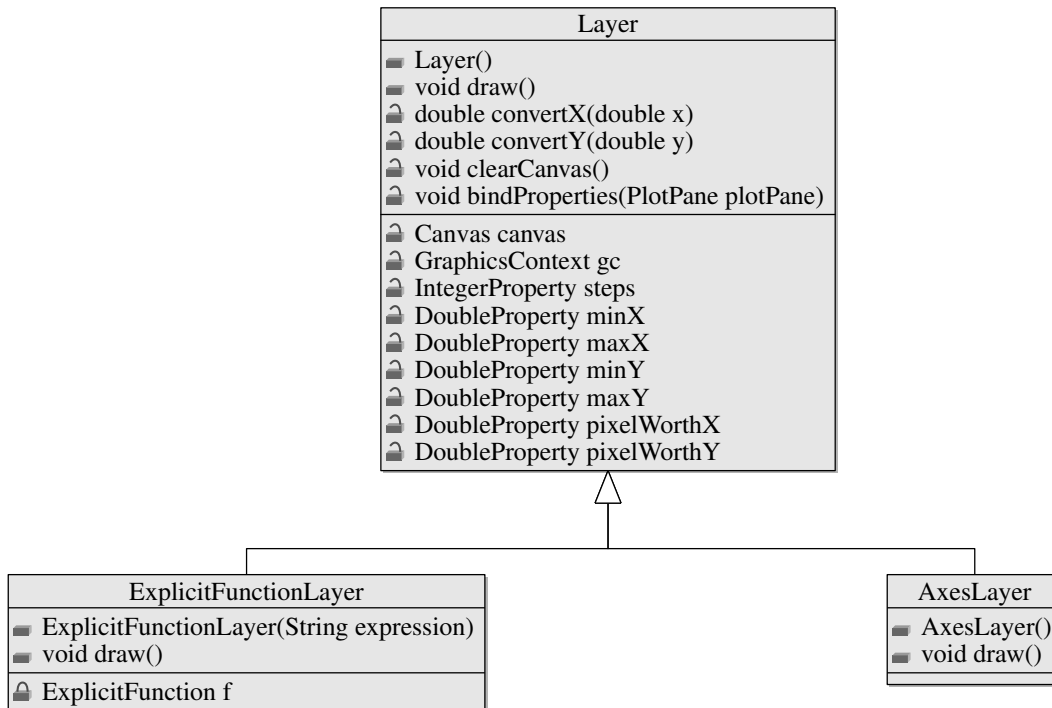 Layer
Layer()
void draw()
double convertX(double x)
double convertY(double y)
void clearCanvas()
void bindProperties(PlotPane plotPane)
Canvas canvas
GraphicsContext gc
IntegerProperty steps
DoubleProperty minX
DoubleProperty maxX
DoubleProperty minY
DoubleProperty maxY
DoubleProperty pixelWorthX
DoubleProperty pixelWorthY
ExplicitFunctionLayer
ExplicitFunctionLayer(String expression)
void draw()
ExplicitFunction f
AxesLayer
AxesLayer()
void draw()